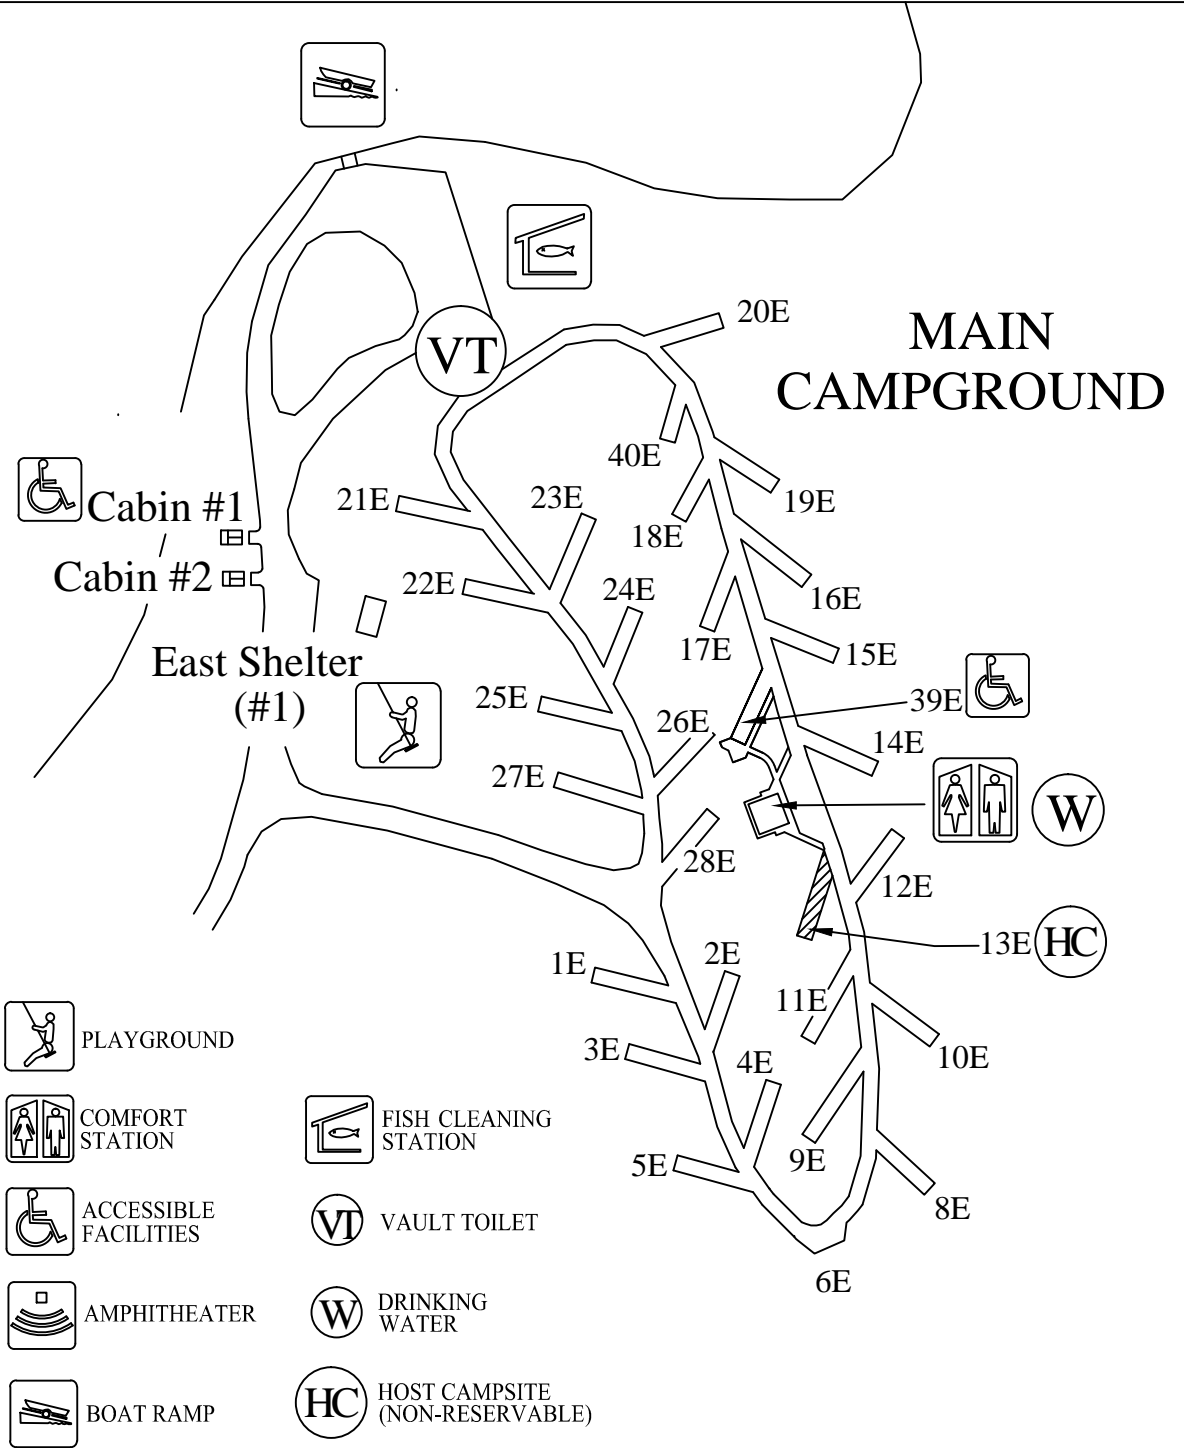 20E
MAIN
CAMPGROUND
VT
40E
19E
Cabin #1
21E
23E
18E
Cabin #2
22E
24E
16E
17E
15E
East Shelter
(#1)
25E
26E
39E
14E
27E
W
28E
12E
13E
HC
1E
2E
11E
PLAYGROUND
3E
4E
10E
COMFORT
STATION
FISH CLEANING
STATION
5E
9E
8E
ACCESSIBLE
FACILITIES
VT
VAULT TOILET
6E
AMPHITHEATER
W
DRINKING
WATER
BOAT RAMP
HC
HOST CAMPSITE
(NON-RESERVABLE)